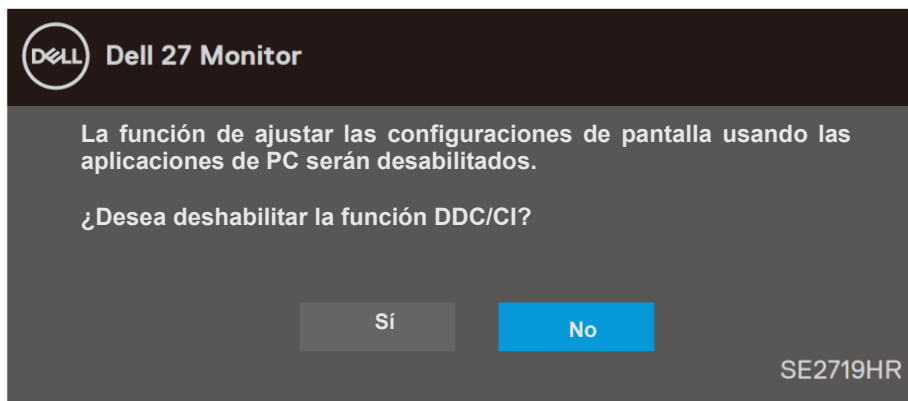 DELL Dell 27 Monitor
La función de ajustar las configuraciones de pantalla usando las
aplicaciones de PC serán desabilitados.
¿Desea deshabilitar la función DDC/CI?
Sí No
SE2719HR